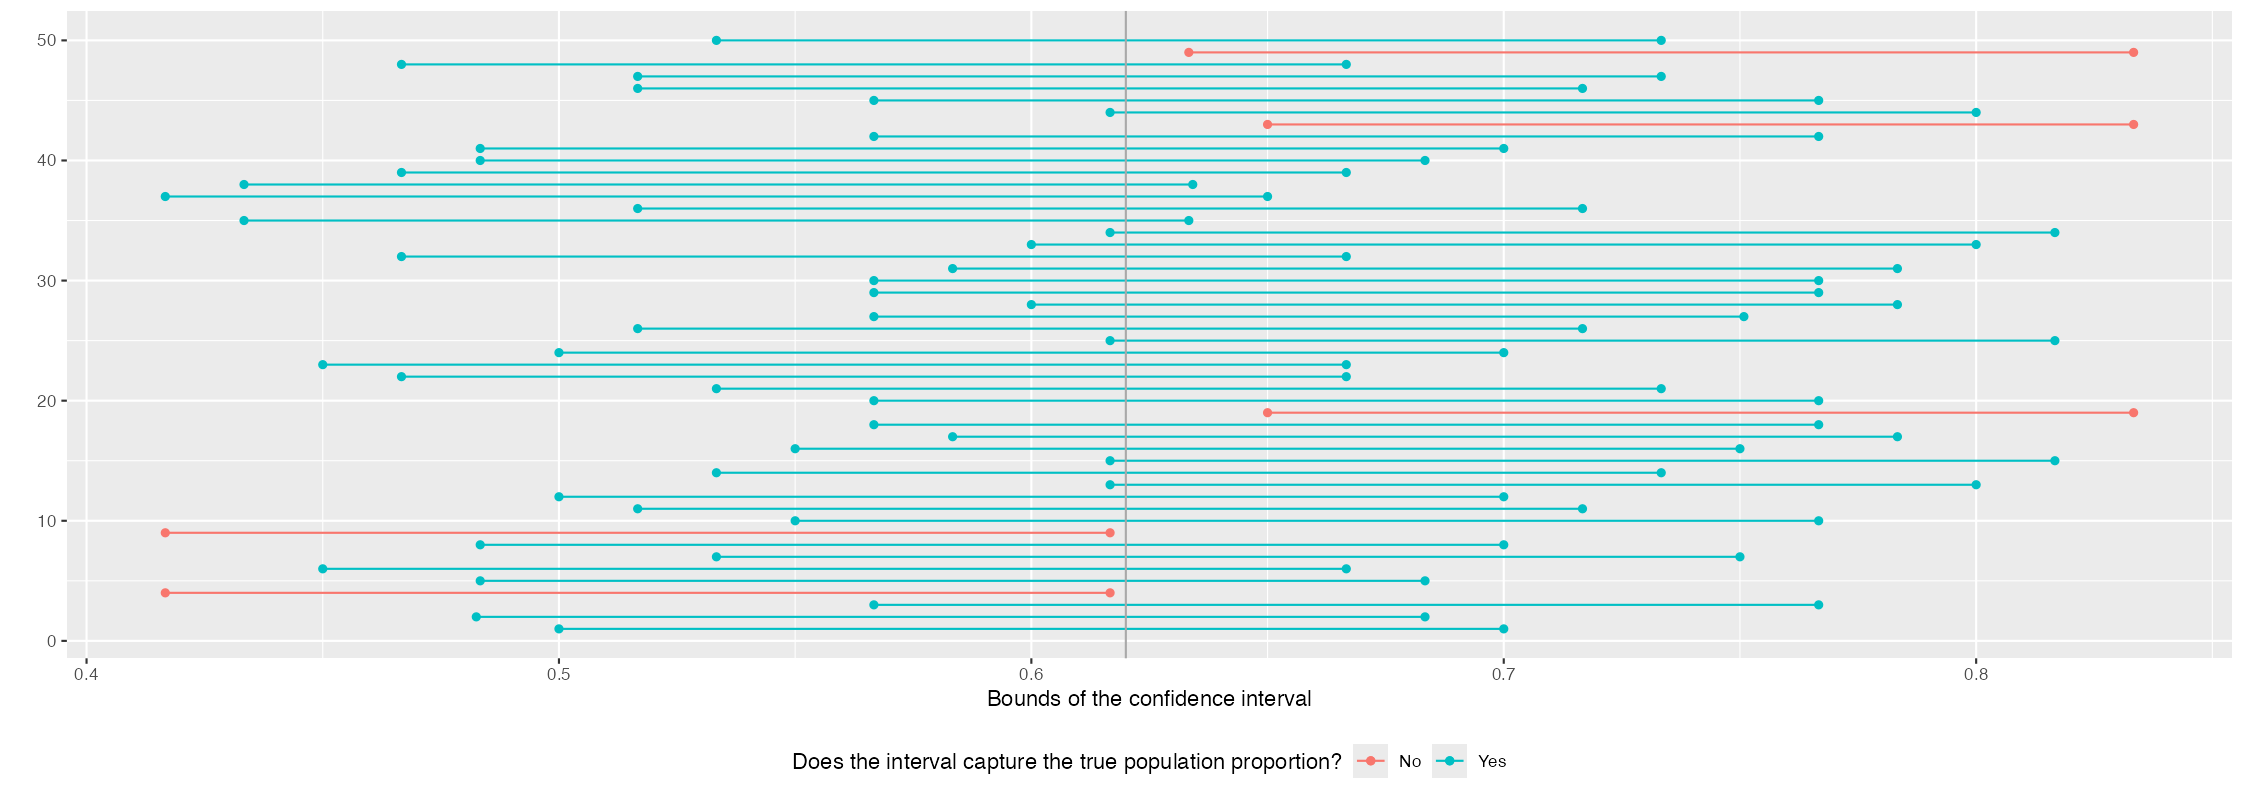 50
40
30
20
10
0
0.4 0.5 0.6 0.7 0.8
Bounds of the confidence interval
Does the interval capture the true population proportion? No Yes